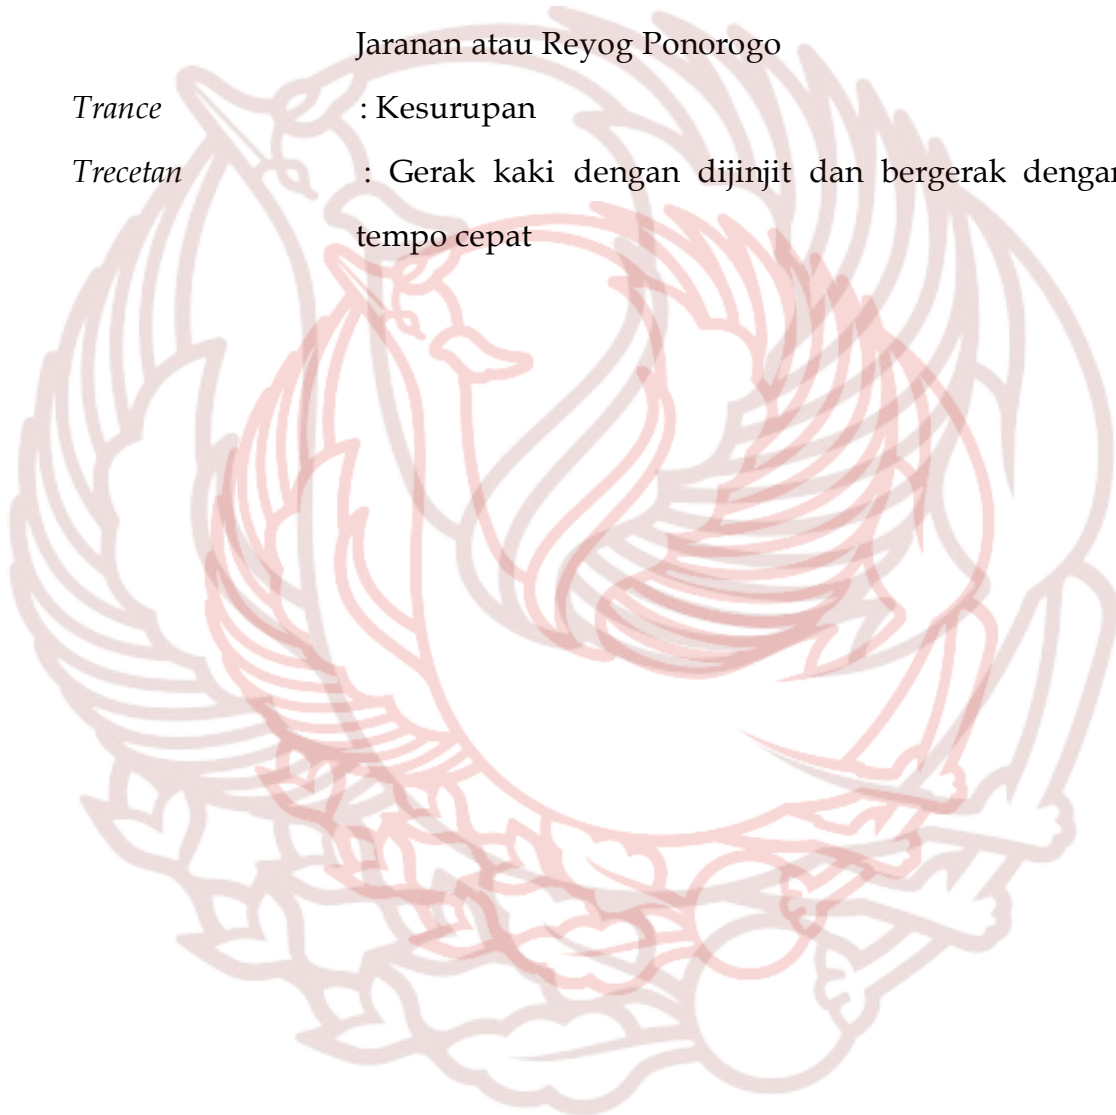 Jaranan atau Reyog Ponorogo
Trance : Kesurupan
Trecetan : Gerak kaki dengan dijinjit dan bergerak dengan
tempo cepat